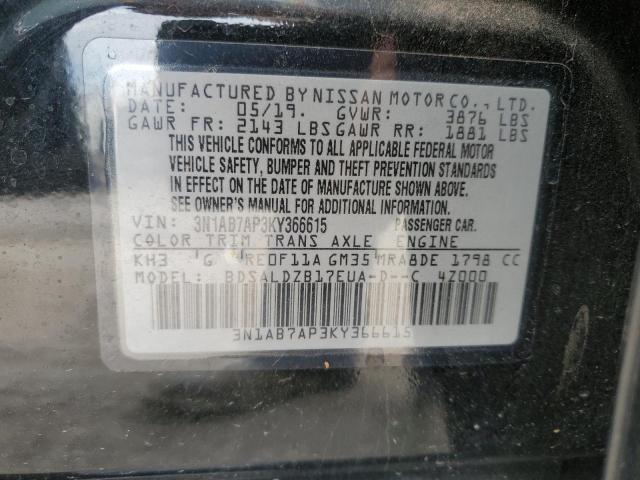 MANUFACTURED BY NISSAN MOTOR CO., LTD.
DATE: 05/19. GVWR: 3876 LBS
GAWR FR: 2143 LBS GAWR RR: 1881 LBS
THIS VEHICLE CONFORMS TO ALL APPLICABLE FEDERAL MOTOR
VEHICLE SAFETY, BUMPER AND THEFT PREVENTION STANDARDS
IN EFFECT ON THE DATE OF MANUFACTURE SHOWN ABOVE.
SEE OWNER'S MANUAL FOR ADDITIONAL INFORMATION.
VIN: 3N1AB7AP3KY366615 PASSENGER CAR.
COLOR TRIM TRANS AXLE ENGINE
KH3 G RE0F11A GM35 MRA8DE 1798 CC
MODEL: BDSALDZB17EUA-D--C 4Z000
3N1AB7AP3KY366615